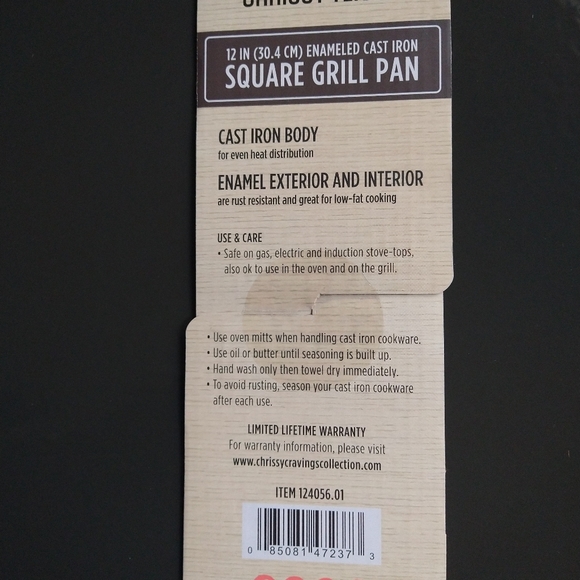 12 IN (30.4 CM) ENAMELED CAST IRON
SQUARE GRILL PAN
CAST IRON BODY
for even heat distribution
ENAMEL EXTERIOR AND INTERIOR
are rust resistant and great for low-fat cooking
USE & CARE
• Safe on gas, electric and induction stove-tops,
also ok to use in the oven and on the grill.
• Use oven mitts when handling cast iron cookware.
• Use oil or butter until seasoning is built up.
• Hand wash only then towel dry immediately.
• To avoid rusting, season your cast iron cookware
after each use.
LIMITED LIFETIME WARRANTY
For warranty information, please visit
www.chrissycravingscollection.com
ITEM 124056.01
0 85081 47237 3